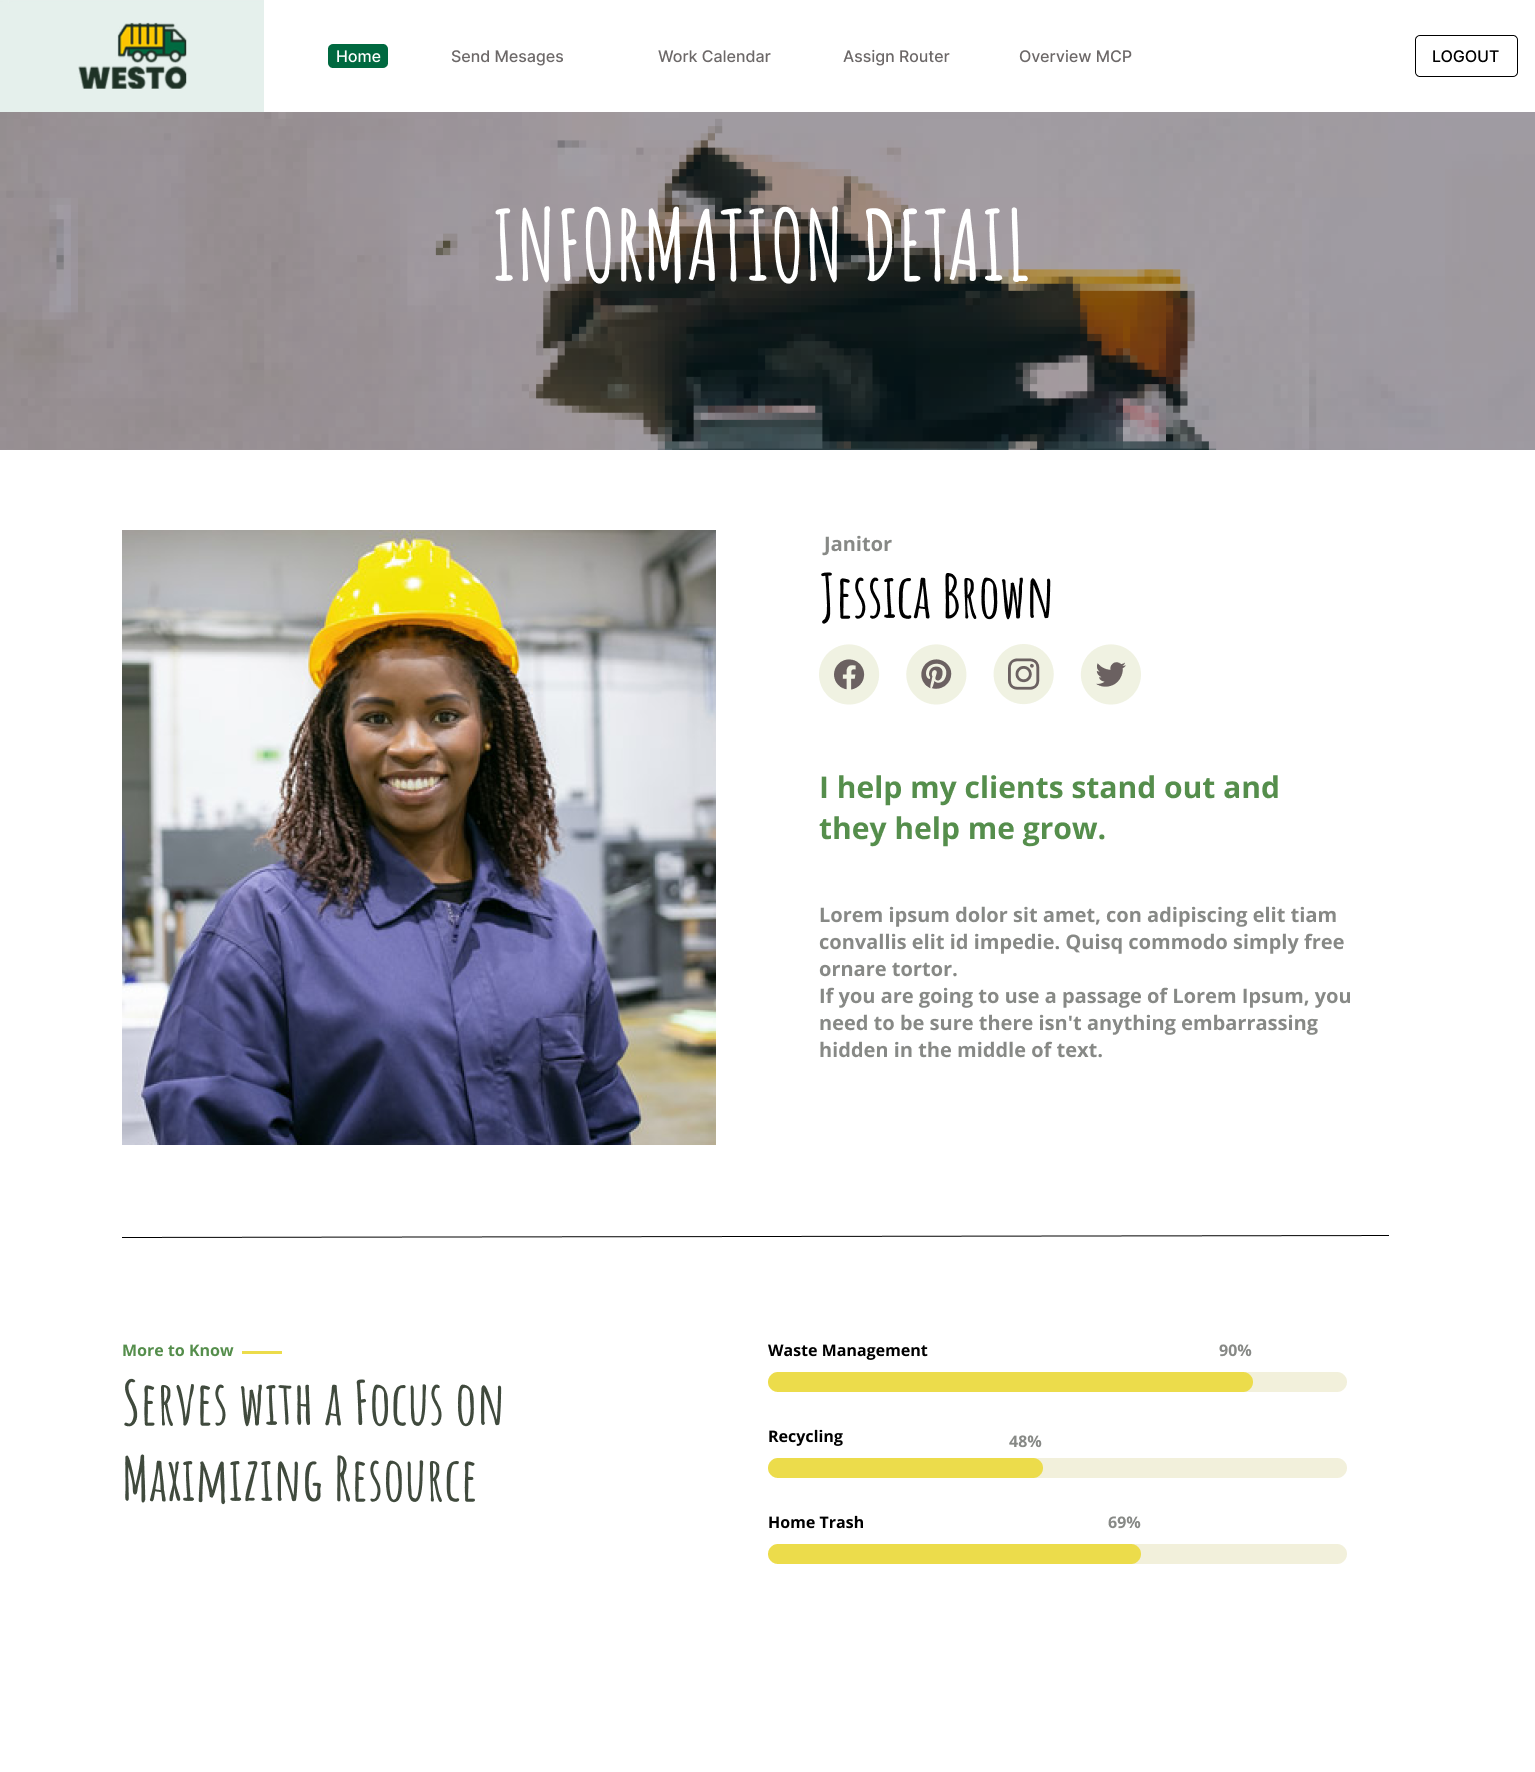 WESTO
Home
Send Mesages
Work Calendar
Assign Router
Overview MCP
LOGOUT
INFORMATION DETAIL
Janitor
Jessica Brown
I help my clients stand out and
they help me grow.
Lorem ipsum dolor sit amet, con adipiscing elit tiam
convallis elit id impedie. Quisq commodo simply free
ornare tortor.
If you are going to use a passage of Lorem Ipsum, you
need to be sure there isn't anything embarrassing
hidden in the middle of text.
More to Know
Serves with a Focus on
Maximizing Resource
Waste Management
90%
Recycling
48%
Home Trash
69%